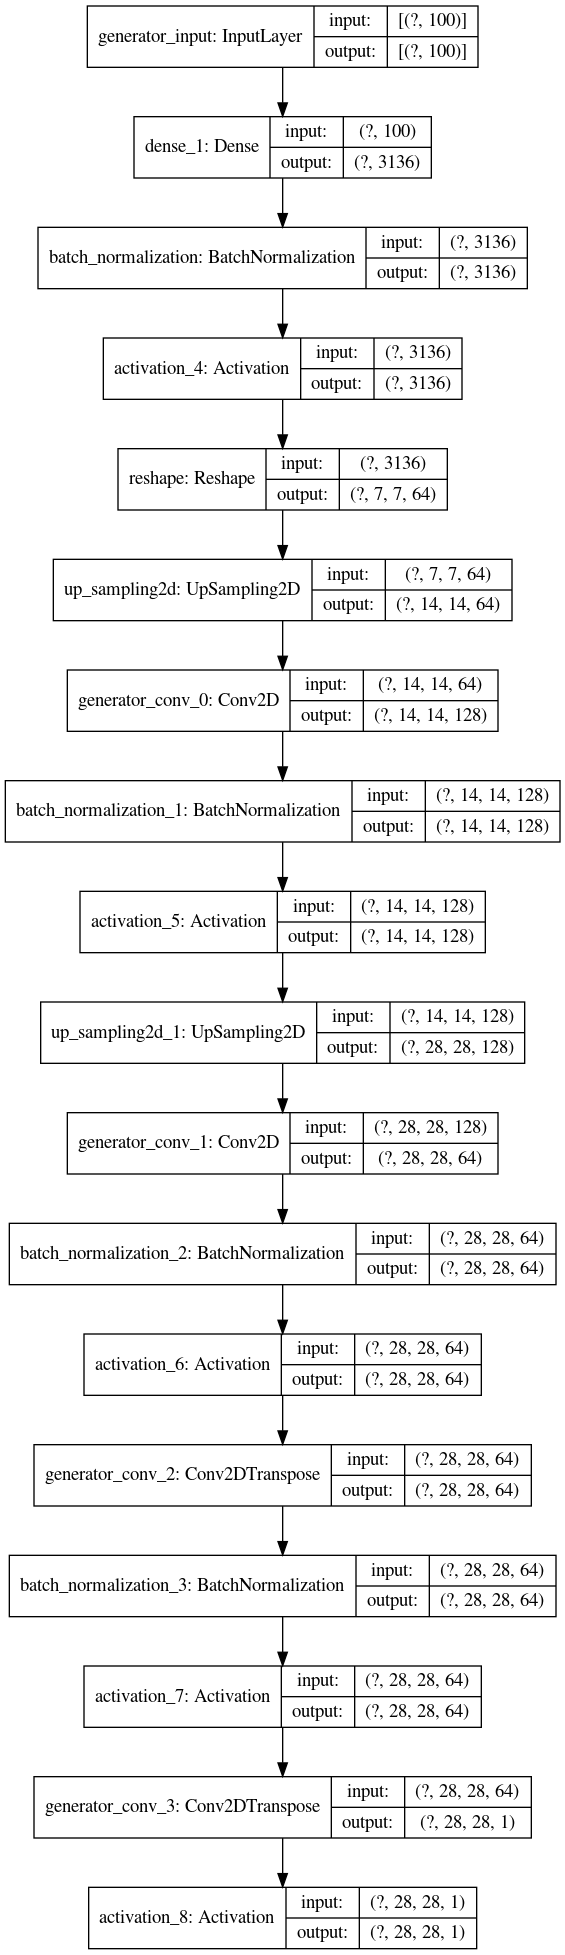 generator_input: InputLayer
input: [(?, 100)]
output: [(?, 100)]
dense_1: Dense
input: (?, 100)
output: (?, 3136)
batch_normalization: BatchNormalization
input: (?, 3136)
output: (?, 3136)
activation_4: Activation
input: (?, 3136)
output: (?, 3136)
reshape: Reshape
input: (?, 3136)
output: (?, 7, 7, 64)
up_sampling2d: UpSampling2D
input: (?, 7, 7, 64)
output: (?, 14, 14, 64)
generator_conv_0: Conv2D
input: (?, 14, 14, 64)
output: (?, 14, 14, 128)
batch_normalization_1: BatchNormalization
input: (?, 14, 14, 128)
output: (?, 14, 14, 128)
activation_5: Activation
input: (?, 14, 14, 128)
output: (?, 14, 14, 128)
up_sampling2d_1: UpSampling2D
input: (?, 14, 14, 128)
output: (?, 28, 28, 128)
generator_conv_1: Conv2D
input: (?, 28, 28, 128)
output: (?, 28, 28, 64)
batch_normalization_2: BatchNormalization
input: (?, 28, 28, 64)
output: (?, 28, 28, 64)
activation_6: Activation
input: (?, 28, 28, 64)
output: (?, 28, 28, 64)
generator_conv_2: Conv2DTranspose
input: (?, 28, 28, 64)
output: (?, 28, 28, 64)
batch_normalization_3: BatchNormalization
input: (?, 28, 28, 64)
output: (?, 28, 28, 64)
activation_7: Activation
input: (?, 28, 28, 64)
output: (?, 28, 28, 64)
generator_conv_3: Conv2DTranspose
input: (?, 28, 28, 64)
output: (?, 28, 28, 1)
activation_8: Activation
input: (?, 28, 28, 1)
output: (?, 28, 28, 1)